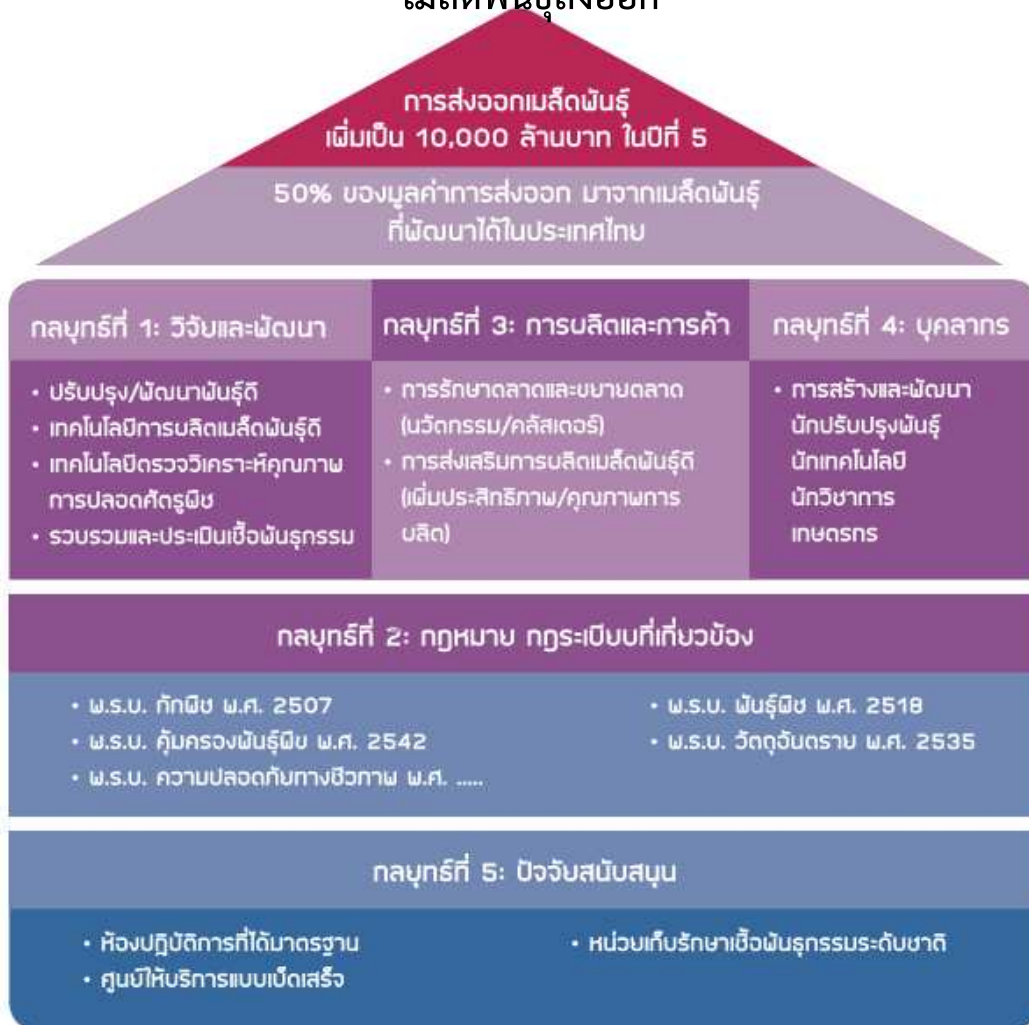 เมล็ดพันธุ์ส่งออก
การส่งออกเมล็ดพันธุ์
เพิ่มเป็น 10,000 ล้านบาท ในปีที่ 5
50% ของมูลค่าการส่งออก มาจากเมล็ดพันธุ์
ที่พัฒนาได้ในประเทศไทย
กลยุทธ์ที่ 1: วิจัยและพัฒนา
• ปรับปรุง/พัฒนาพันธุ์ดี
• เทคโนโลยีการผลิตเมล็ดพันธุ์ดี
• เทคโนโลยีตรวจวิเคราะห์คุณภาพ
การปลอดศัตรูพืช
• รวบรวมและประเมินเชื้อพันธุกรรม
กลยุทธ์ที่ 3: การผลิตและการค้า
• การรักษาตลาดและขยายตลาด
(นวัตกรรม/คลัสเตอร์)
• การส่งเสริมการผลิตเมล็ดพันธุ์ดี
(เพิ่มประสิทธิภาพ/คุณภาพการ
ผลิต)
กลยุทธ์ที่ 4: บุคลากร
• การสร้างและพัฒนา
นักปรับปรุงพันธุ์
นักเทคโนโลยี
นักวิชาการ
เกษตรกร
กลยุทธ์ที่ 2: กฎหมาย กฎระเบียบที่เกี่ยวข้อง
• พ.ร.บ. กักพืช พ.ศ. 2507
• พ.ร.บ. คุ้มครองพันธุ์พืช พ.ศ. 2542
• พ.ร.บ. ความปลอดภัยทางชีวภาพ พ.ศ. .....
• พ.ร.บ. พันธุ์พืช พ.ศ. 2518
• พ.ร.บ. วัตถุอันตราย พ.ศ. 2535
กลยุทธ์ที่ 5: ปัจจัยสนับสนุน
• ห้องปฏิบัติการที่ได้มาตรฐาน
• ศูนย์ให้บริการแบบเบ็ดเสร็จ
• หน่วยเก็บรักษาเชื้อพันธุกรรมระดับชาติ